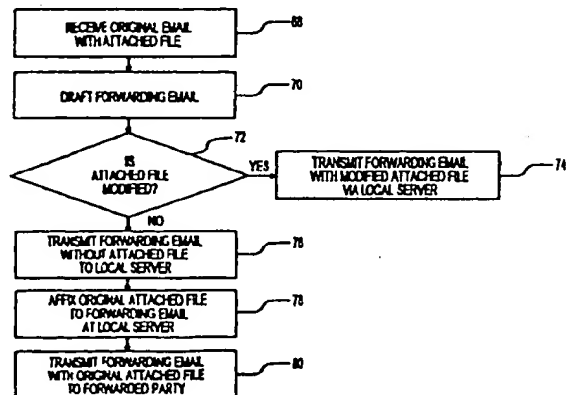 RECEIVE ORIGINAL EMAIL
WITH ATTACHED FILE
68
DRAFT FORWARDING EMAIL
70
72
IS
ATTACHED FILE
MODIFIED?
YES
TRANSMIT FORWARDING EMAIL
WITH MODIFIED ATTACHED FILE
VIA LOCAL SERVER
74
NO
TRANSMIT FORWARDING EMAIL
WITHOUT ATTACHED FILE
TO LOCAL SERVER
76
AFFIX ORIGINAL ATTACHED FILE
TO FORWARDING EMAIL
AT LOCAL SERVER
78
TRANSMIT FORWARDING EMAIL
WITH ORIGINAL ATTACHED FILE
TO FORWARDED PARTY
80